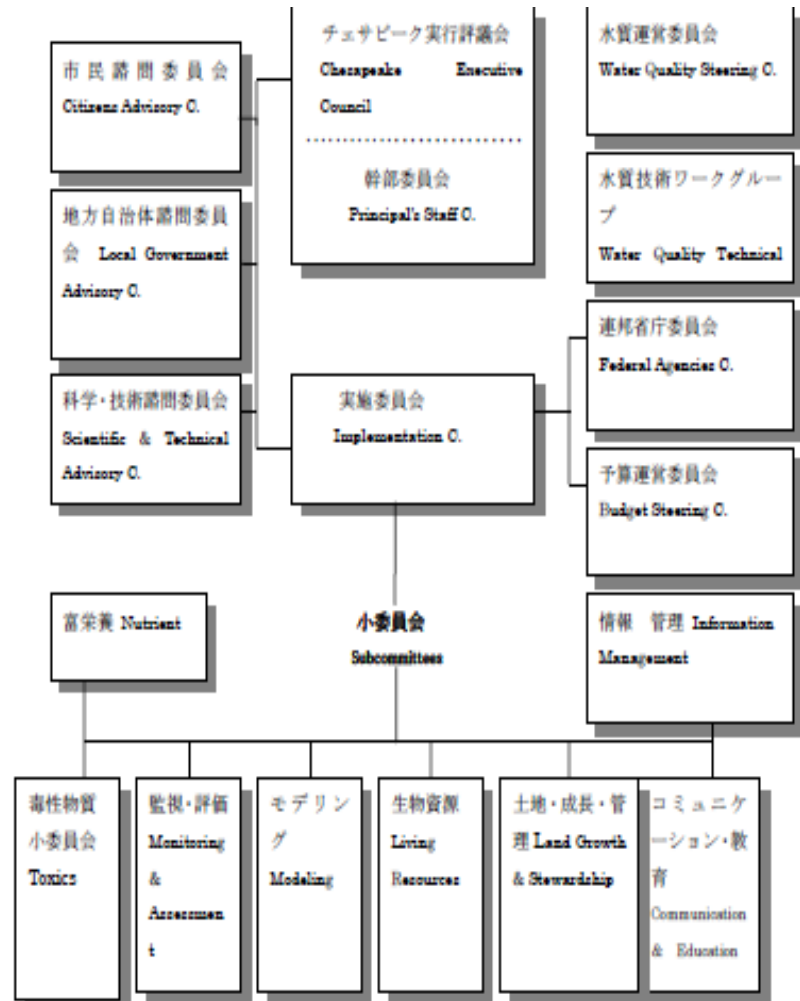 市民諮問委員会
Citizens Advisory C.
地方自治体諮問委員
会 Local Government
Advisory C.
科学・技術諮問委員会
Scientific & Technical
Advisory C.
チェサピーク実行評議会
Chesapeake Executive
Council
幹部委員会
Principal's Staff C.
実施委員会
Implementation C.
水質運営委員会
Water Quality Steering C.
水質技術ワークグルー
プ
Water Quality Technical
連邦省庁委員会
Federal Agencies C.
予算運営委員会
Budget Steering C.
富栄養 Nutrient
小委員会
Subcommittees
情報 管理 Information
Management
毒性物質
小委員会
Toxics
監視・評価
Monitoring
&
Assessmen
t
モデリン
グ
Modeling
生物資源
Living
Resources
土地・成長・管
理 Land Growth
& Stewardship
コミュニケ
ーション・教
育
Communication
& Education